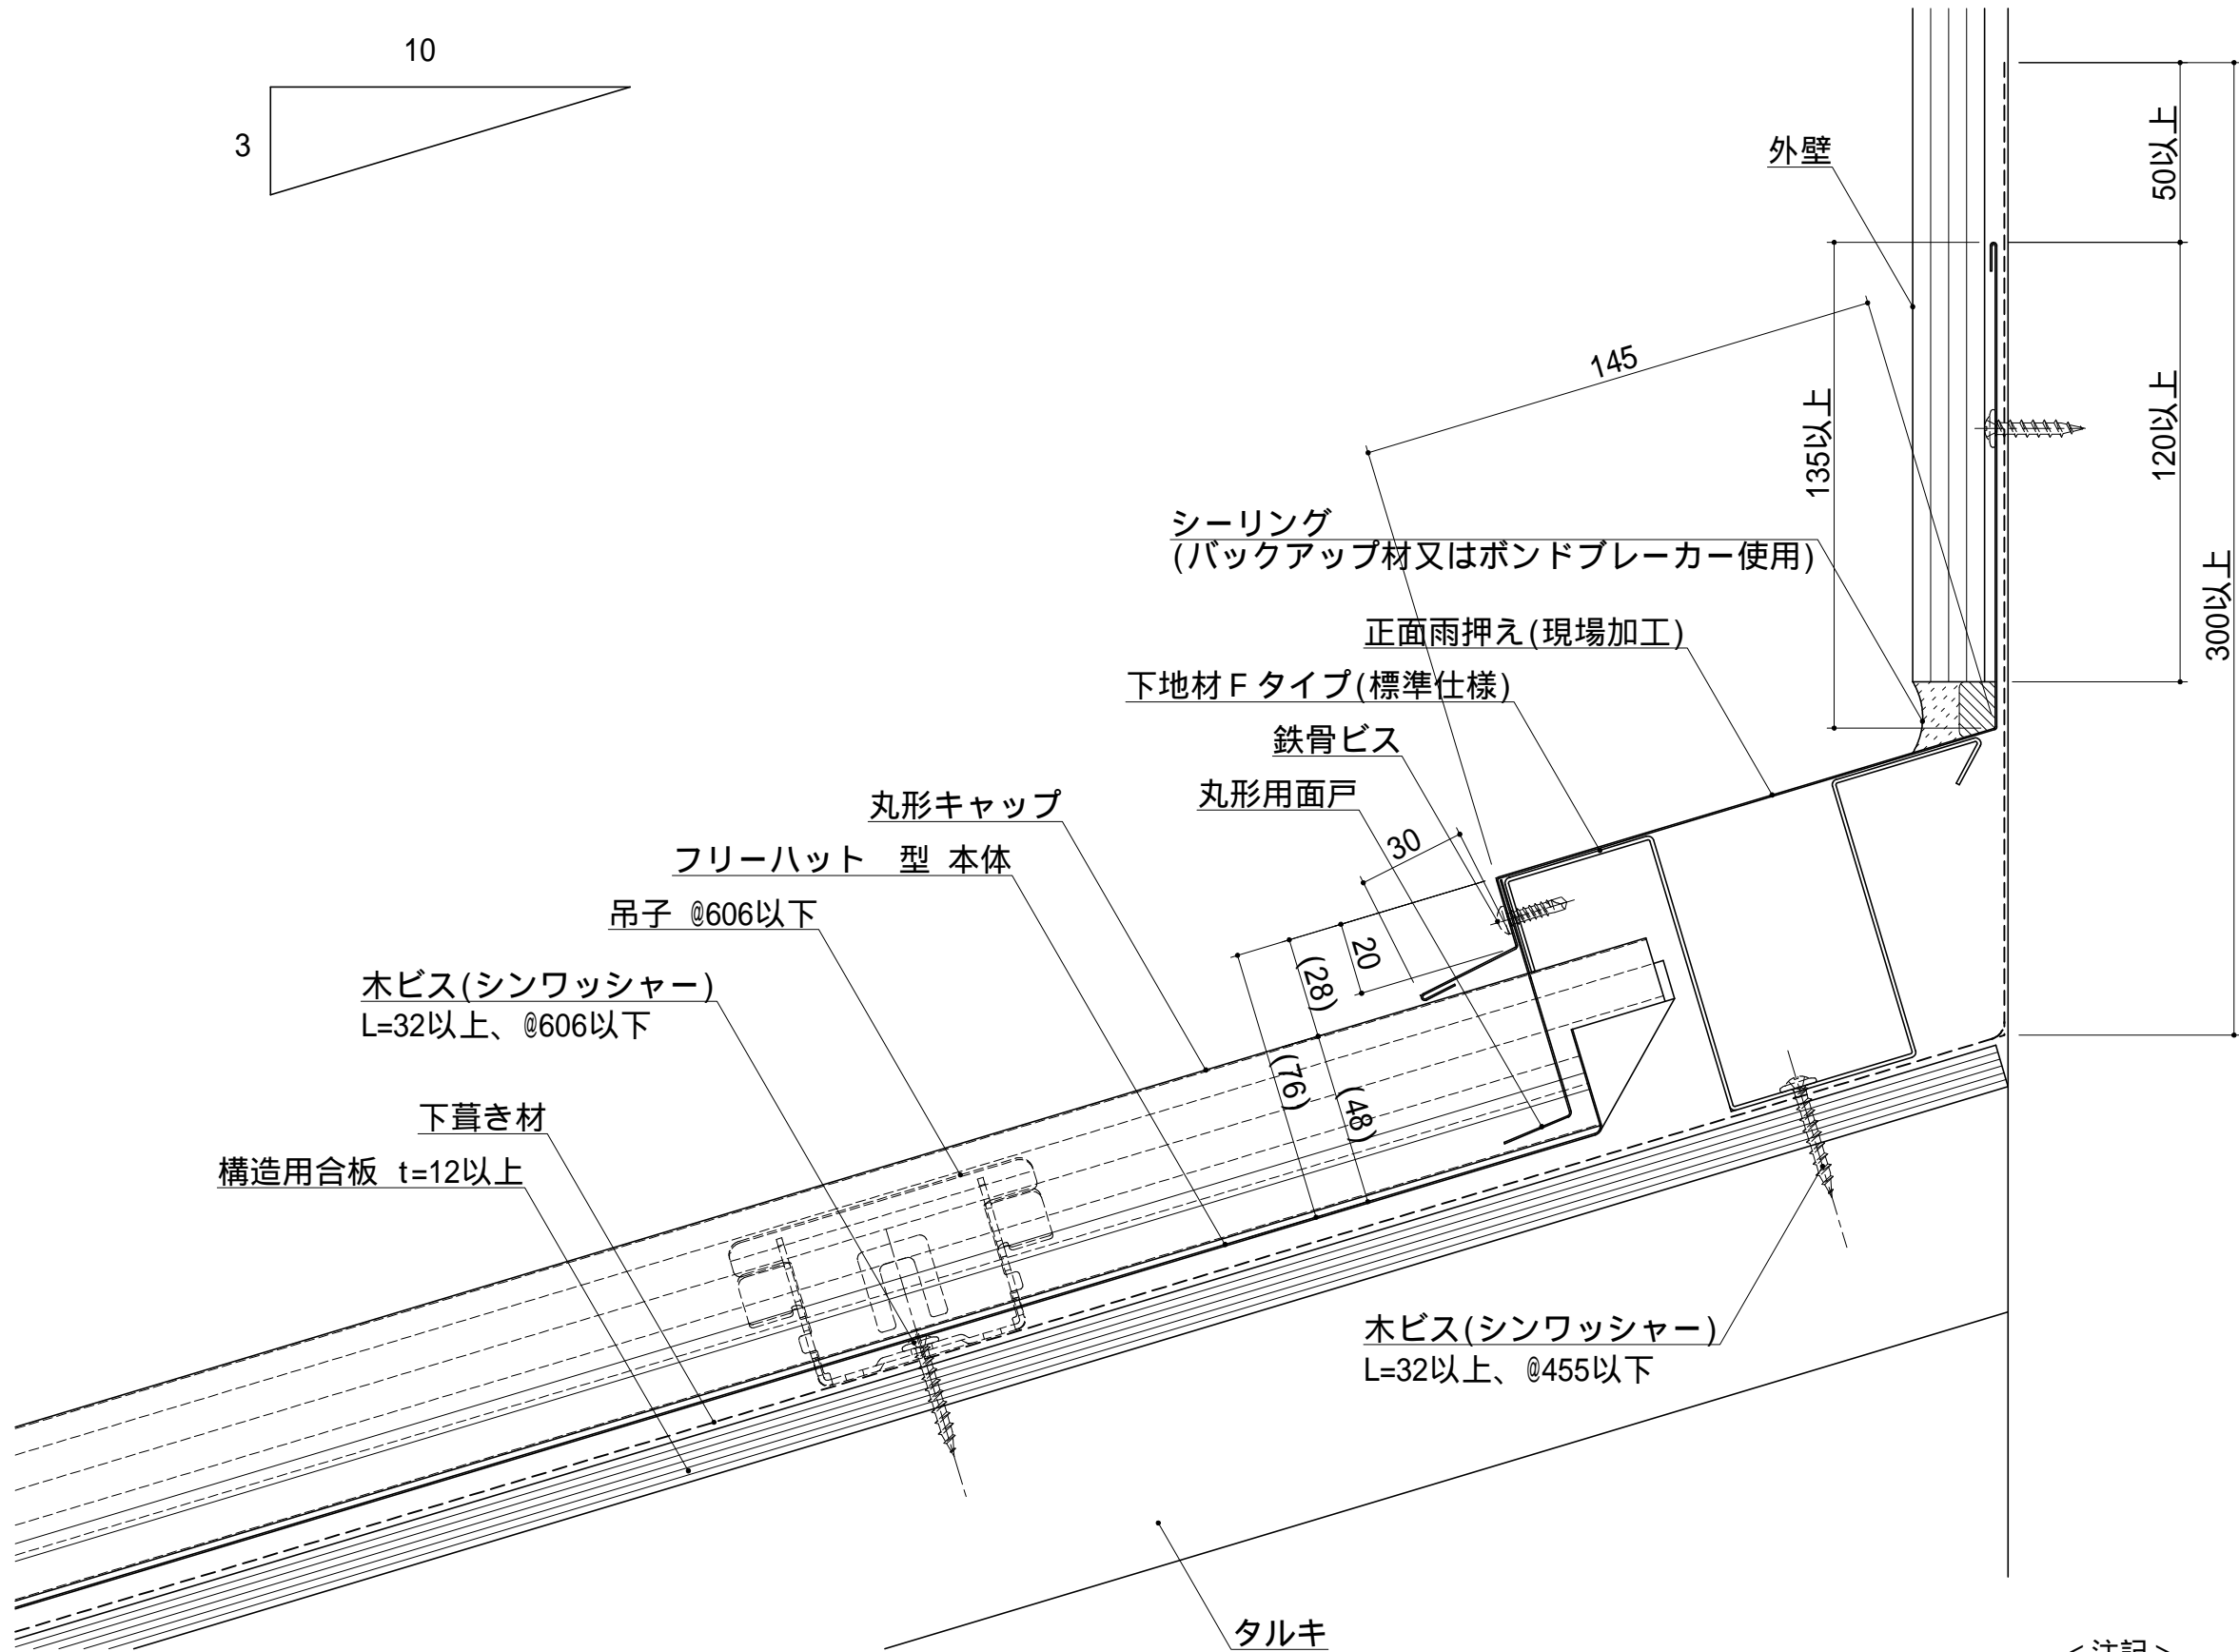 10
3
外壁
50以上
145
135以上
120以上
300以上
シーリング
(バックアップ材又はボンドブレーカー使用)
正面雨押え(現場加工)
下地材Fタイプ(標準仕様)
鉄骨ビス
丸形用面戸
丸形キャップ
30
フリーハット 型 本体
吊子 @606以下
20
(28)
木ビス(シンワッシャー)
L=32以上、@606以下
(76)
(48)
下葺き材
構造用合板 t=12以上
木ビス(シンワッシャー)
L=32以上、@455以下
タルキ
<注記>